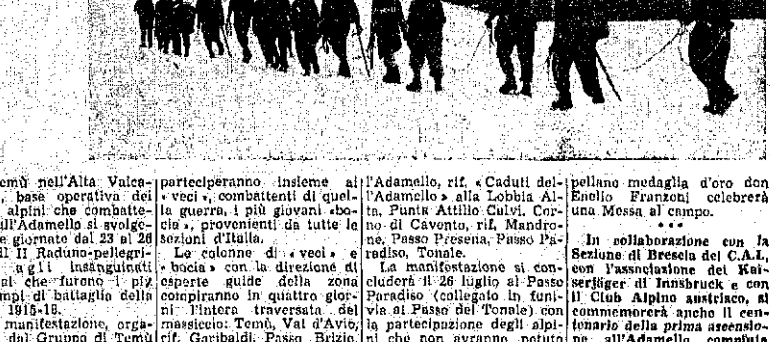 emù nell'Alta Valca-
, base operativa dei
alpini che combatte-
ll'Adamello si svolge-
e giornate dal 23 al 26
il II Raduno-pellegri-
agli insanguinati
al che furono i più
mpi di battaglia della
1915-18.
manifestazione, orga-
dal Gruppo di Temù
parteciperanno insieme ai
« veci », combattenti di quel-
la guerra, i più giovani «bo-
cia», provenienti da tutte le
sezioni d'Italia.
Le colonne di « veci » e
« bocia » con la direzione di
esperte guide della zona
compiranno in quattro gior-
ni l'intera traversata del
massiccio: Temù, Val d'Avio,
rif. Garibaldi, Passo Brizio,
l'Adamello, rif. « Caduti del-
l'Adamello » alla Lobbia Al-
ta, Punta Attilio Calvi, Cor-
no di Cavento, rif. Mandro-
ne, Passo Presena, Passo Pa-
radiso, Tonale.
La manifestazione si con-
cluderà il 26 luglio al Passo
Paradiso (collegato in funi-
via al Passo del Tonale) con
la partecipazione degli alpi-
ni che non avranno potuto
pellano medaglia d'oro don
Enelio Franzoni celebrerà
una Messa al campo.
* * *
In collaborazione con la
Sezione di Brescia del C.A.I.,
con l'associazione dei Kai-
serjäger di Innsbruck e con
il Club Alpino austriaco, si
commemorerà anche il cen-
tenario della prima ascensio-
ne all'Adamello compiuta